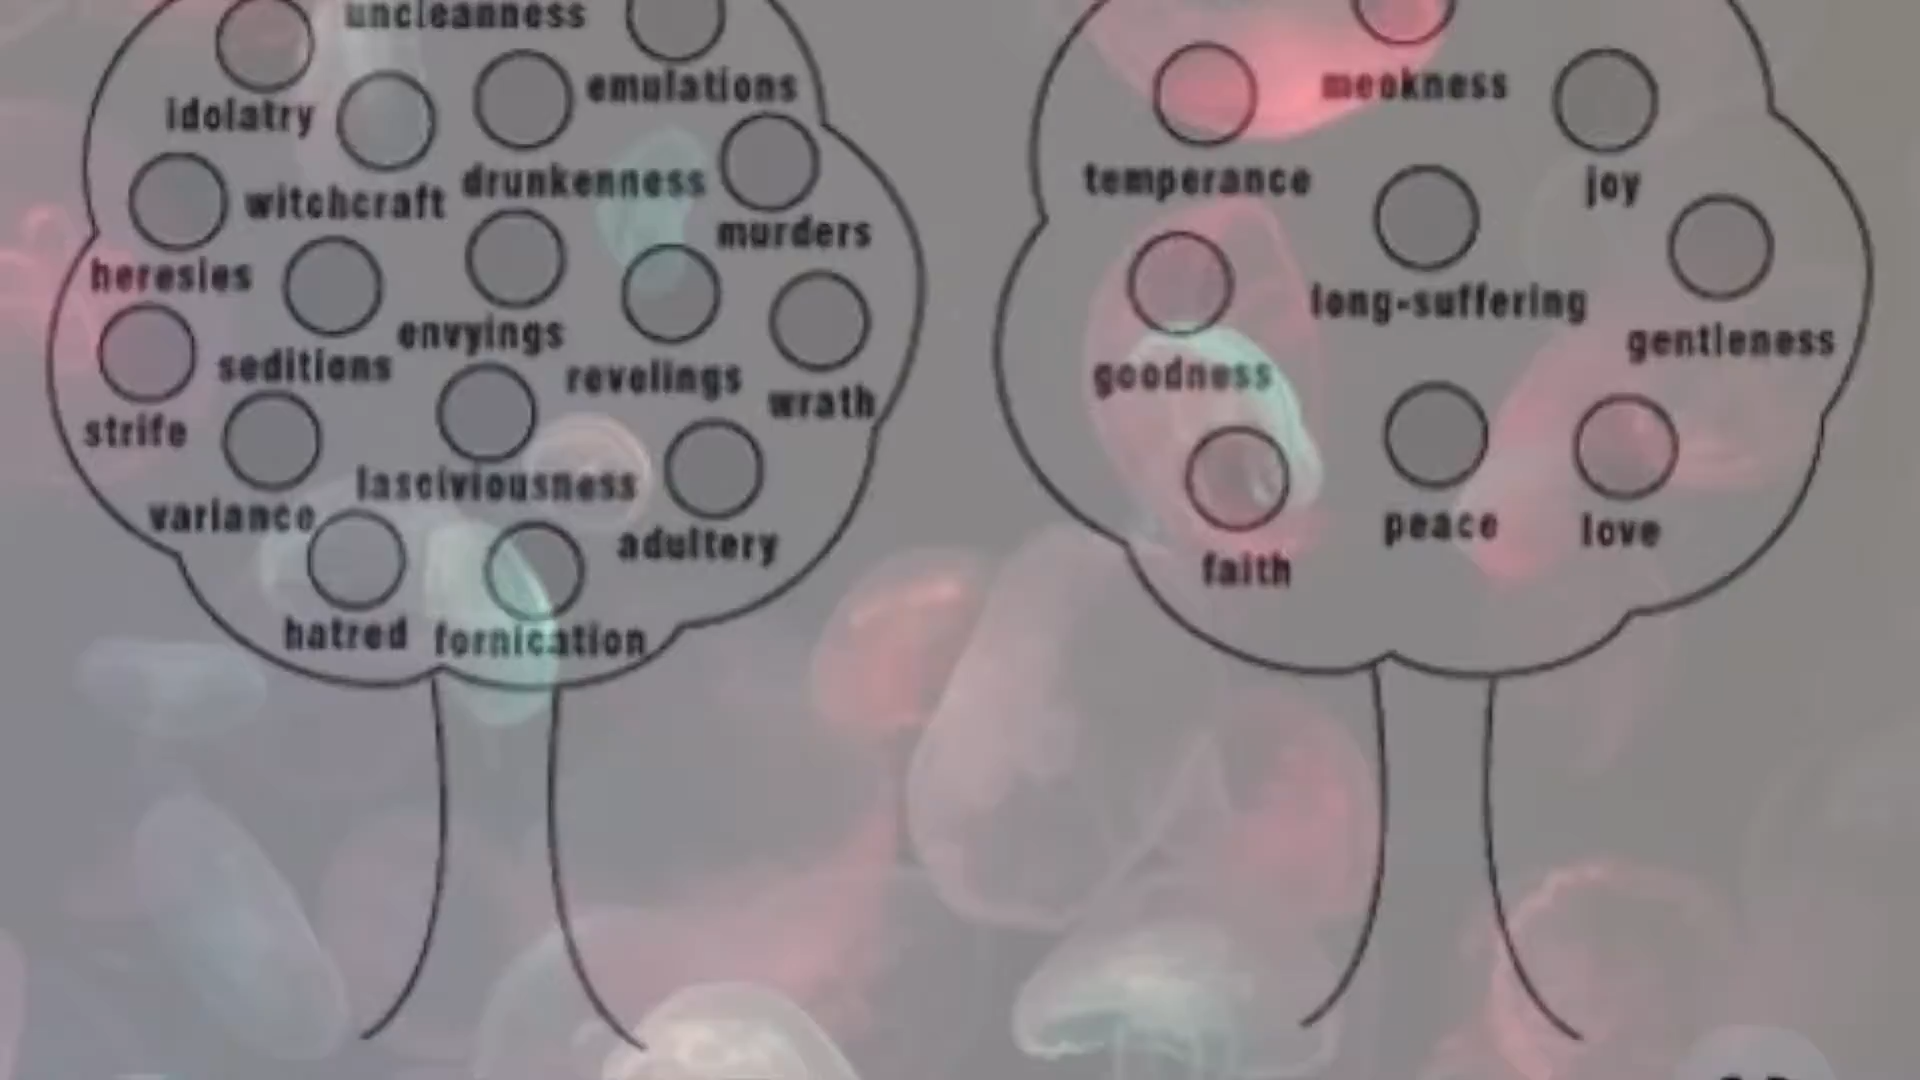 uncleanness
emulations
idolatry
drunkenness
witchcraft
murders
heresies
envyings
seditions
revelings
wrath
strife
lasciviousness
variance
adultery
hatred
fornication
meekness
temperance
joy
long-suffering
gentleness
goodness
peace
love
faith